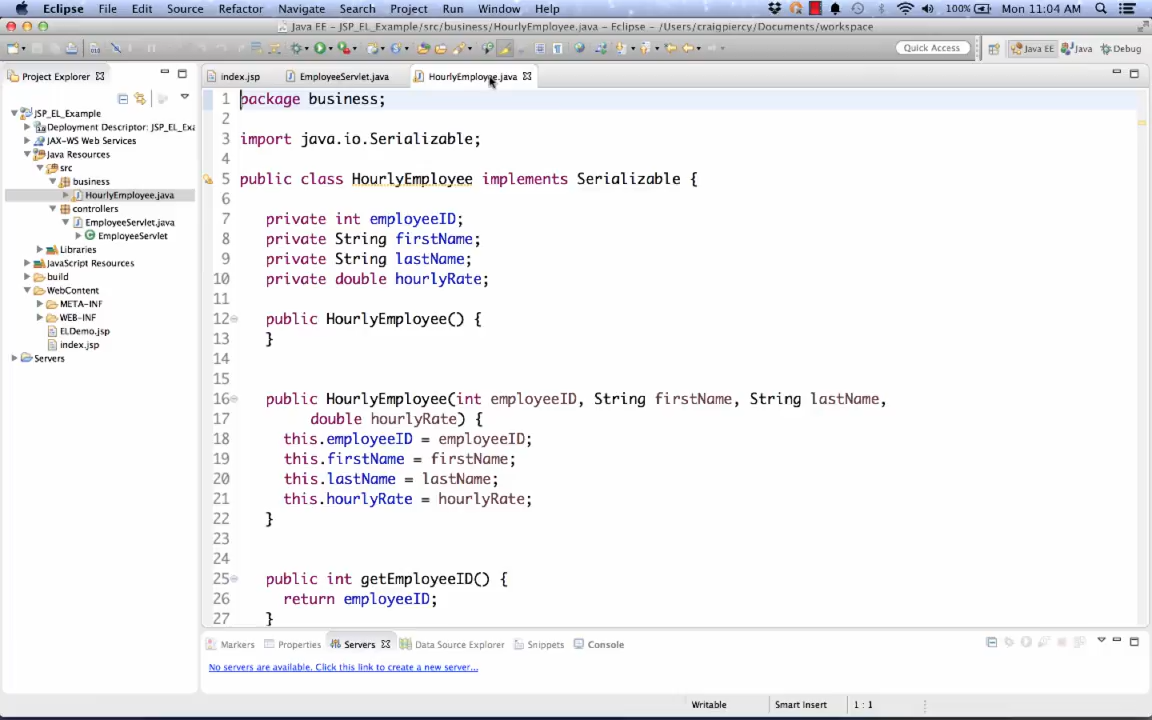 Eclipse File Edit Source Refactor Navigate Search Project Run Window Help 100% Mon 11:04 AM
Java EE - JSP_EL_Example/src/business/HourlyEmployee.java - Eclipse - /Users/craigpiercy/Documents/workspace
Quick Access Java EE Java Debug
Project Explorer
index.jsp EmployeeServlet.java HourlyEmployee.java
JSP_EL_Example
Deployment Descriptor: JSP_EL_Exa
JAX-WS Web Services
Java Resources
src
business
HourlyEmployee.java
controllers
EmployeeServlet.java
EmployeeServlet
Libraries
JavaScript Resources
build
WebContent
META-INF
WEB-INF
ELDemo.jsp
index.jsp
Servers
1 package business;
2
3 import java.io.Serializable;
4
5 public class HourlyEmployee implements Serializable {
6
7 private int employeeID;
8 private String firstName;
9 private String lastName;
10 private double hourlyRate;
11
12 public HourlyEmployee() {
13 }
14
15
16 public HourlyEmployee(int employeeID, String firstName, String lastName,
17 double hourlyRate) {
18 this.employeeID = employeeID;
19 this.firstName = firstName;
20 this.lastName = lastName;
21 this.hourlyRate = hourlyRate;
22 }
23
24
25 public int getEmployeeID() {
26 return employeeID;
27 }
Markers Properties Servers Data Source Explorer Snippets Console
No servers are available. Click this link to create a new server...
Writable Smart Insert 1 : 1